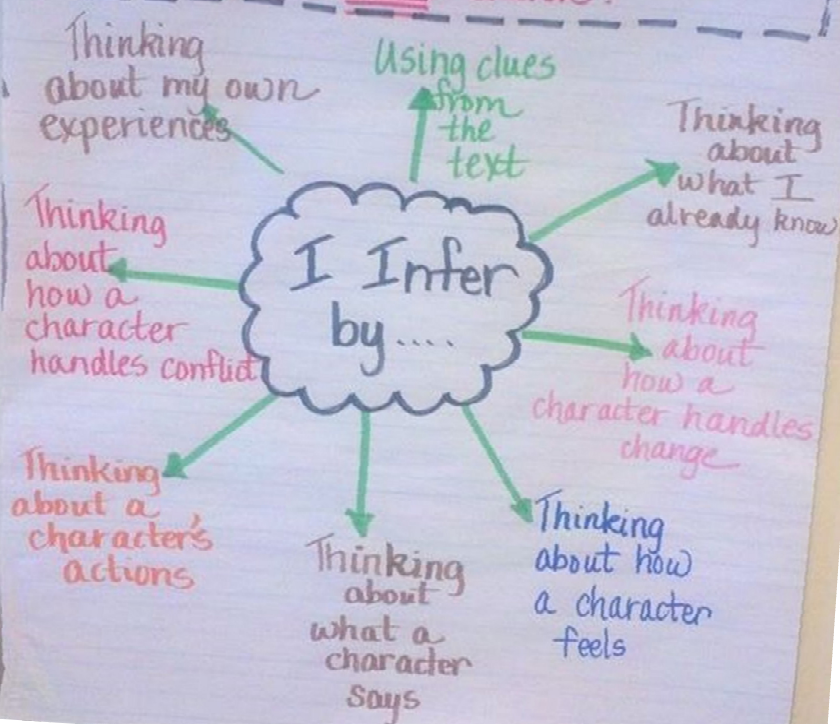 Thinking
about my own
experiences
Using clues
from
the
text
Thinking
about
what I
already know
I Infer
by....
Thinking
about
how a
character
handles conflict
Thinking
about
how a
character handles
change
Thinking
about a
character's
actions
Thinking
about
what a
character
says
Thinking
about how
a character
feels